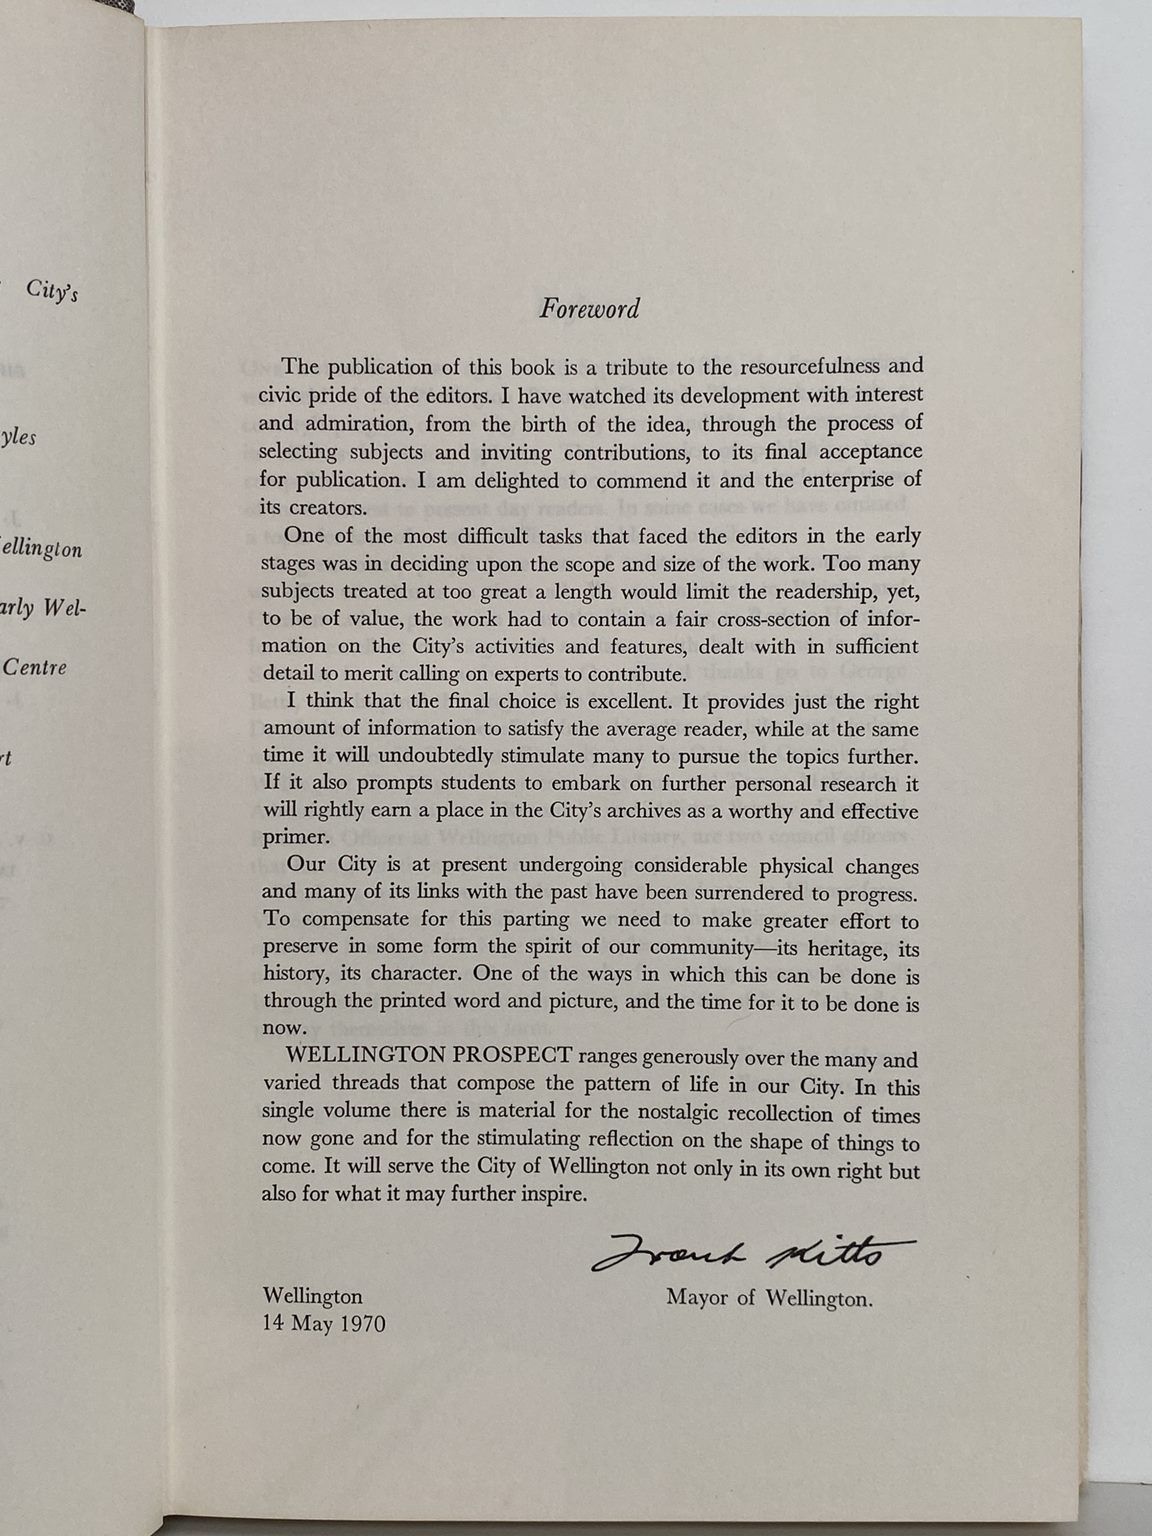 City's
yles
ellington
arly Wel-
Centre
rt
Foreword
The publication of this book is a tribute to the resourcefulness and
civic pride of the editors. I have watched its development with interest
and admiration, from the birth of the idea, through the process of
selecting subjects and inviting contributions, to its final acceptance
for publication. I am delighted to commend it and the enterprise of
its creators.
One of the most difficult tasks that faced the editors in the early
stages was in deciding upon the scope and size of the work. Too many
subjects treated at too great a length would limit the readership, yet,
to be of value, the work had to contain a fair cross-section of infor-
mation on the City's activities and features, dealt with in sufficient
detail to merit calling on experts to contribute.
I think that the final choice is excellent. It provides just the right
amount of information to satisfy the average reader, while at the same
time it will undoubtedly stimulate many to pursue the topics further.
If it also prompts students to embark on further personal research it
will rightly earn a place in the City's archives as a worthy and effective
primer.
Our City is at present undergoing considerable physical changes
and many of its links with the past have been surrendered to progress.
To compensate for this parting we need to make greater effort to
preserve in some form the spirit of our community—its heritage, its
history, its character. One of the ways in which this can be done is
through the printed word and picture, and the time for it to be done is
now.
WELLINGTON PROSPECT ranges generously over the many and
varied threads that compose the pattern of life in our City. In this
single volume there is material for the nostalgic recollection of times
now gone and for the stimulating reflection on the shape of things to
come. It will serve the City of Wellington not only in its own right but
also for what it may further inspire.
Frank Kitts
Wellington Mayor of Wellington.
14 May 1970